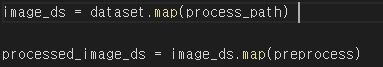 image_ds = dataset.map(process_path)
processed_image_ds = image_ds.map(preprocess)